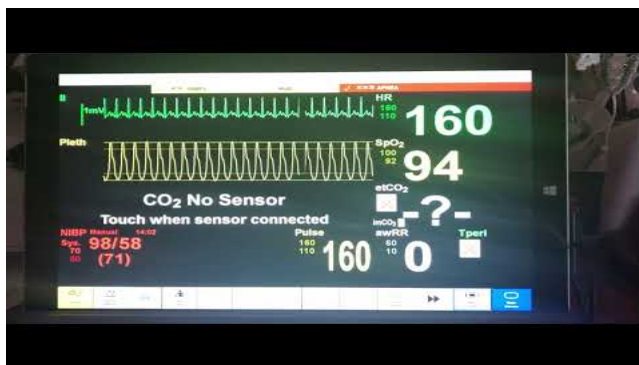 *** APNEA
II
1mV
HR
160
110
160
Pleth
SpO2
100
92
94
CO2 No Sensor
Touch when sensor connected
etCO2
imCO2
-?-
NIBP Manual 14:02
Sys.
70
98/58
(71)
Pulse
160
110
160
awRR
60
10
0
Tperi